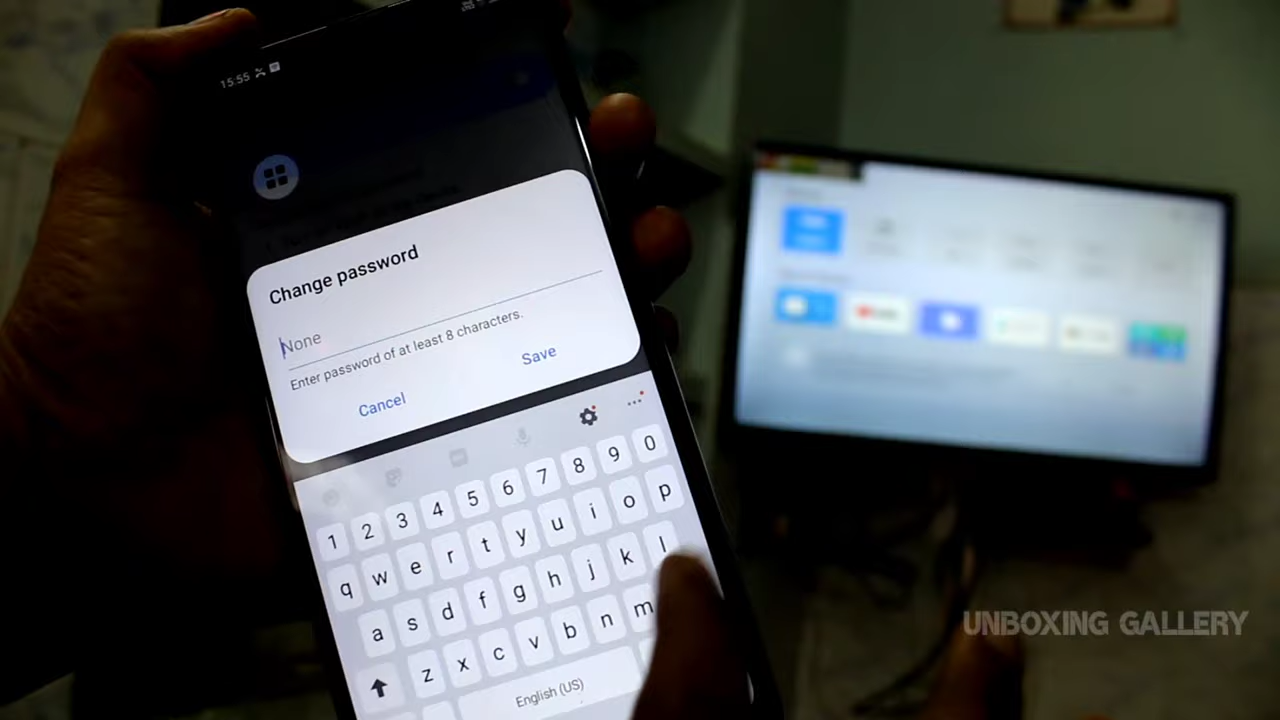 15:55
Change password
None
Enter password of at least 8 characters.
Cancel
Save
1 2 3 4 5 6 7 8 9 0
q w e r t y u i o p
a s d f g h j k l
z x c v b n m
English (US)
UNBOXING GALLERY